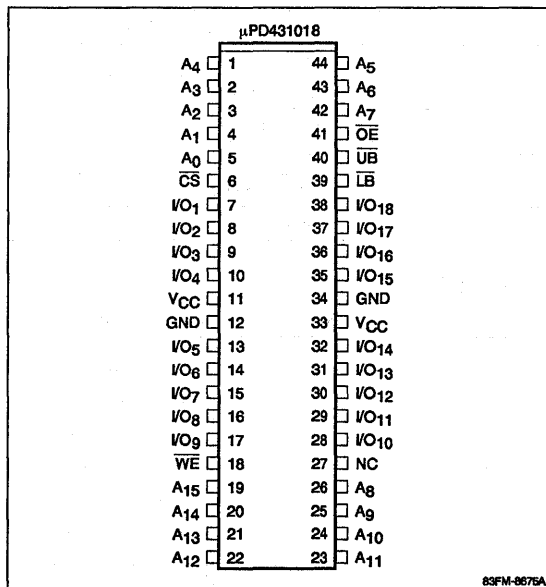 μPD431018
A4 1 44 A5
A3 2 43 A6
A2 3 42 A7
A1 4 41 OE
A0 5 40 UB
CS 6 39 LB
I/O1 7 38 I/O18
I/O2 8 37 I/O17
I/O3 9 36 I/O16
I/O4 10 35 I/O15
VCC 11 34 GND
GND 12 33 VCC
I/O5 13 32 I/O14
I/O6 14 31 I/O13
I/O7 15 30 I/O12
I/O8 16 29 I/O11
I/O9 17 28 I/O10
WE 18 27 NC
A15 19 26 A8
A14 20 25 A9
A13 21 24 A10
A12 22 23 A11
83FM-8675A